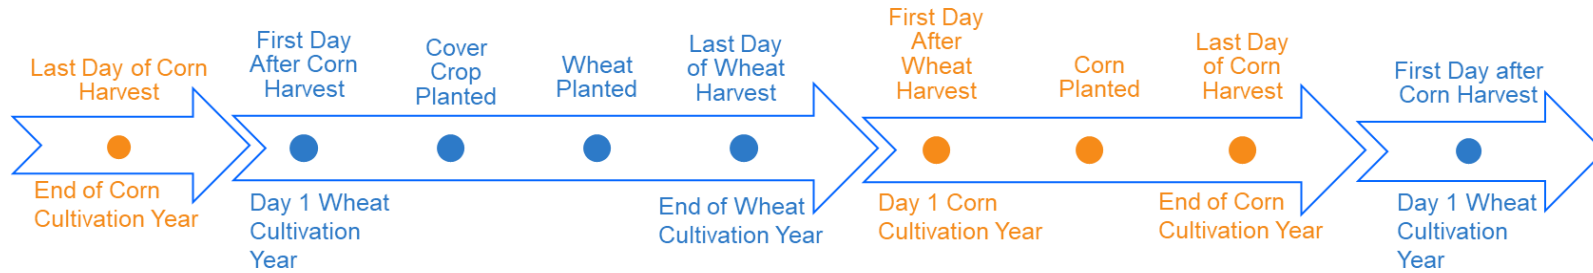 Last Day of Corn
Harvest
End of Corn
Cultivation Year
First Day
After Corn
Harvest
Day 1 Wheat
Cultivation
Year
Cover
Crop
Planted
Wheat
Planted
Last Day
of Wheat
Harvest
End of Wheat
Cultivation Year
First Day
After
Wheat
Harvest
Day 1 Corn
Cultivation Year
Corn
Planted
Last Day
of Corn
Harvest
End of Corn
Cultivation Year
First Day after
Corn Harvest
Day 1 Wheat
Cultivation
Year